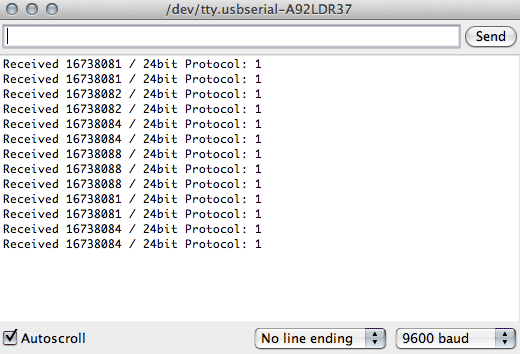 /dev/tty.usbserial-A92LDR37
Send
Received 16738081 / 24bit Protocol: 1
Received 16738081 / 24bit Protocol: 1
Received 16738082 / 24bit Protocol: 1
Received 16738082 / 24bit Protocol: 1
Received 16738084 / 24bit Protocol: 1
Received 16738084 / 24bit Protocol: 1
Received 16738088 / 24bit Protocol: 1
Received 16738088 / 24bit Protocol: 1
Received 16738088 / 24bit Protocol: 1
Received 16738081 / 24bit Protocol: 1
Received 16738081 / 24bit Protocol: 1
Received 16738084 / 24bit Protocol: 1
Received 16738084 / 24bit Protocol: 1
Autoscroll No line ending 9600 baud